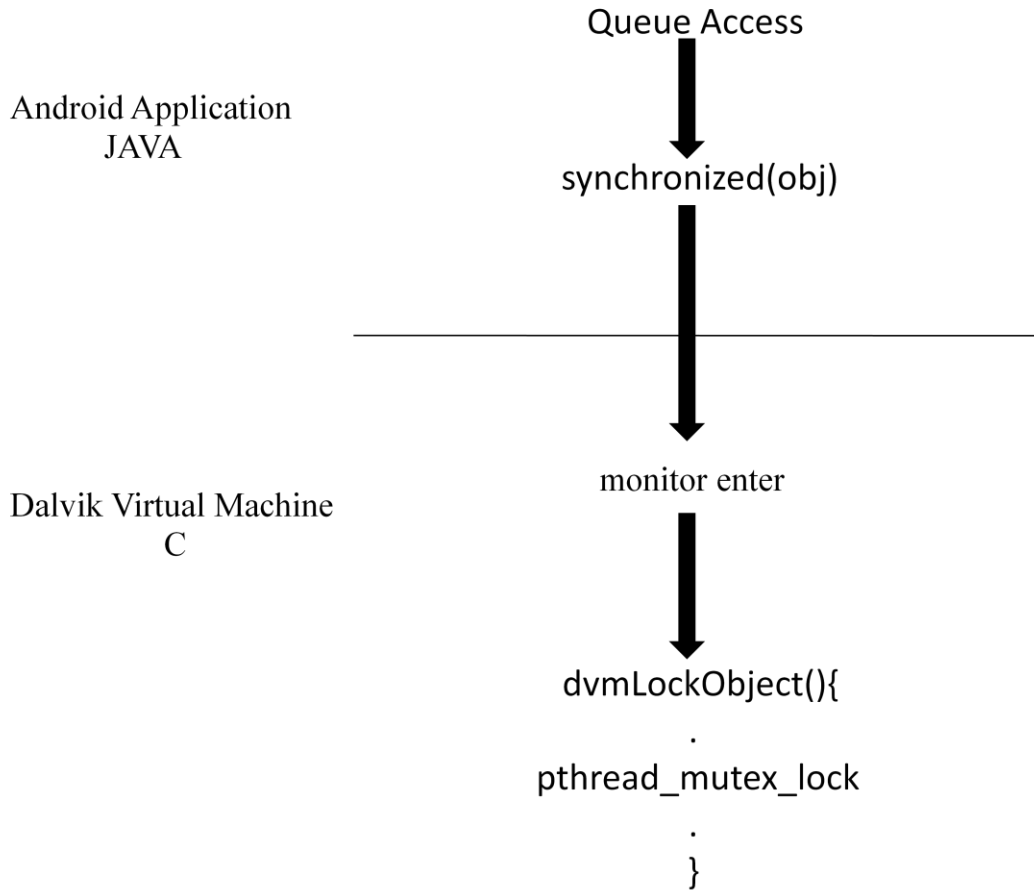 Queue Access
Android Application
JAVA
synchronized(obj)
monitor enter
Dalvik Virtual Machine
C
dvmLockObject(){
.
pthread_mutex_lock
.
}